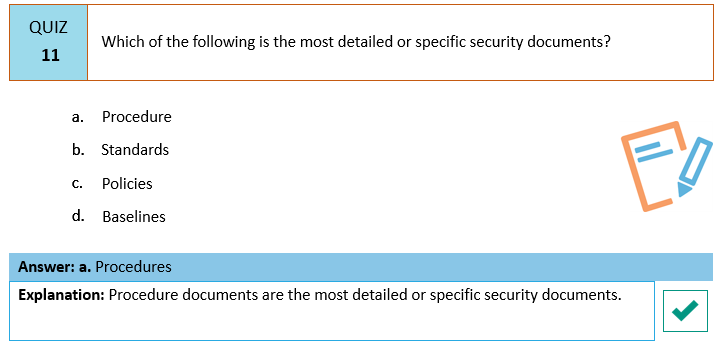 QUIZ
11
Which of the following is the most detailed or specific security documents?
a. Procedure
b. Standards
c. Policies
d. Baselines
Answer: a. Procedures
Explanation: Procedure documents are the most detailed or specific security documents.